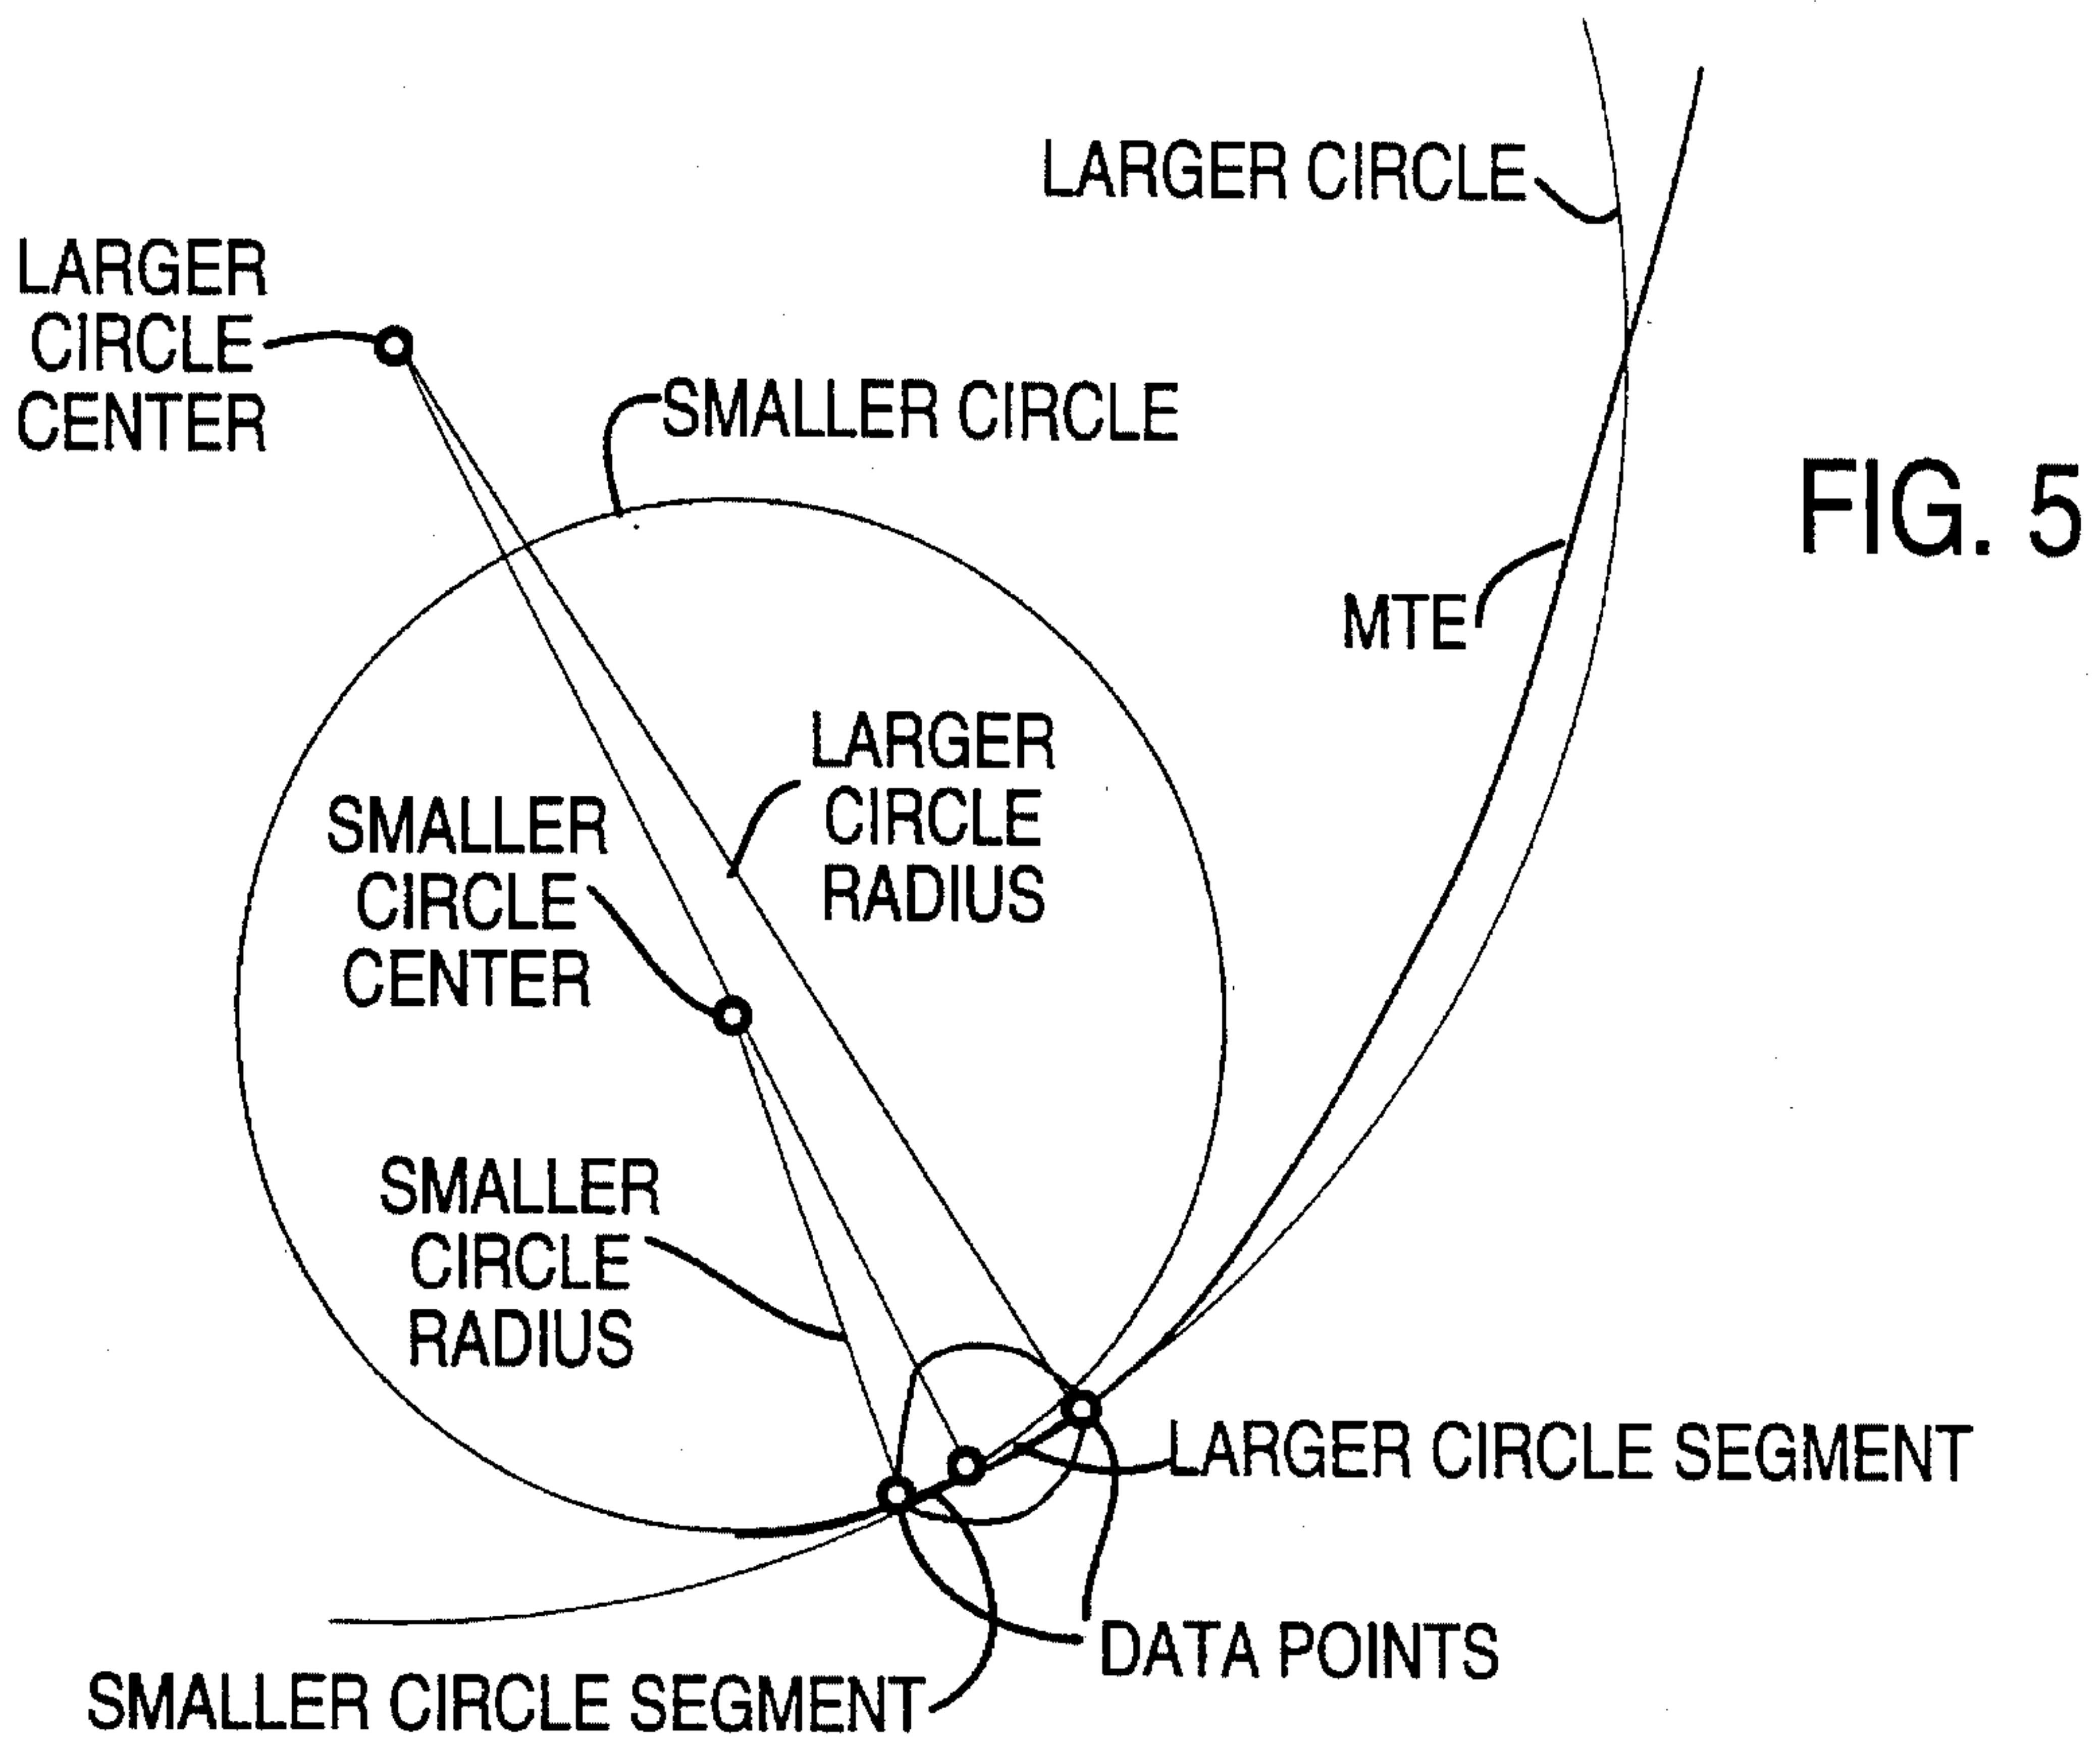 LARGER CIRCLE
LARGER
CIRCLE
CENTER
SMALLER CIRCLE
FIG. 5
MTE
LARGER
CIRCLE
RADIUS
SMALLER
CIRCLE
CENTER
SMALLER
CIRCLE
RADIUS
LARGER CIRCLE SEGMENT
DATA POINTS
SMALLER CIRCLE SEGMENT